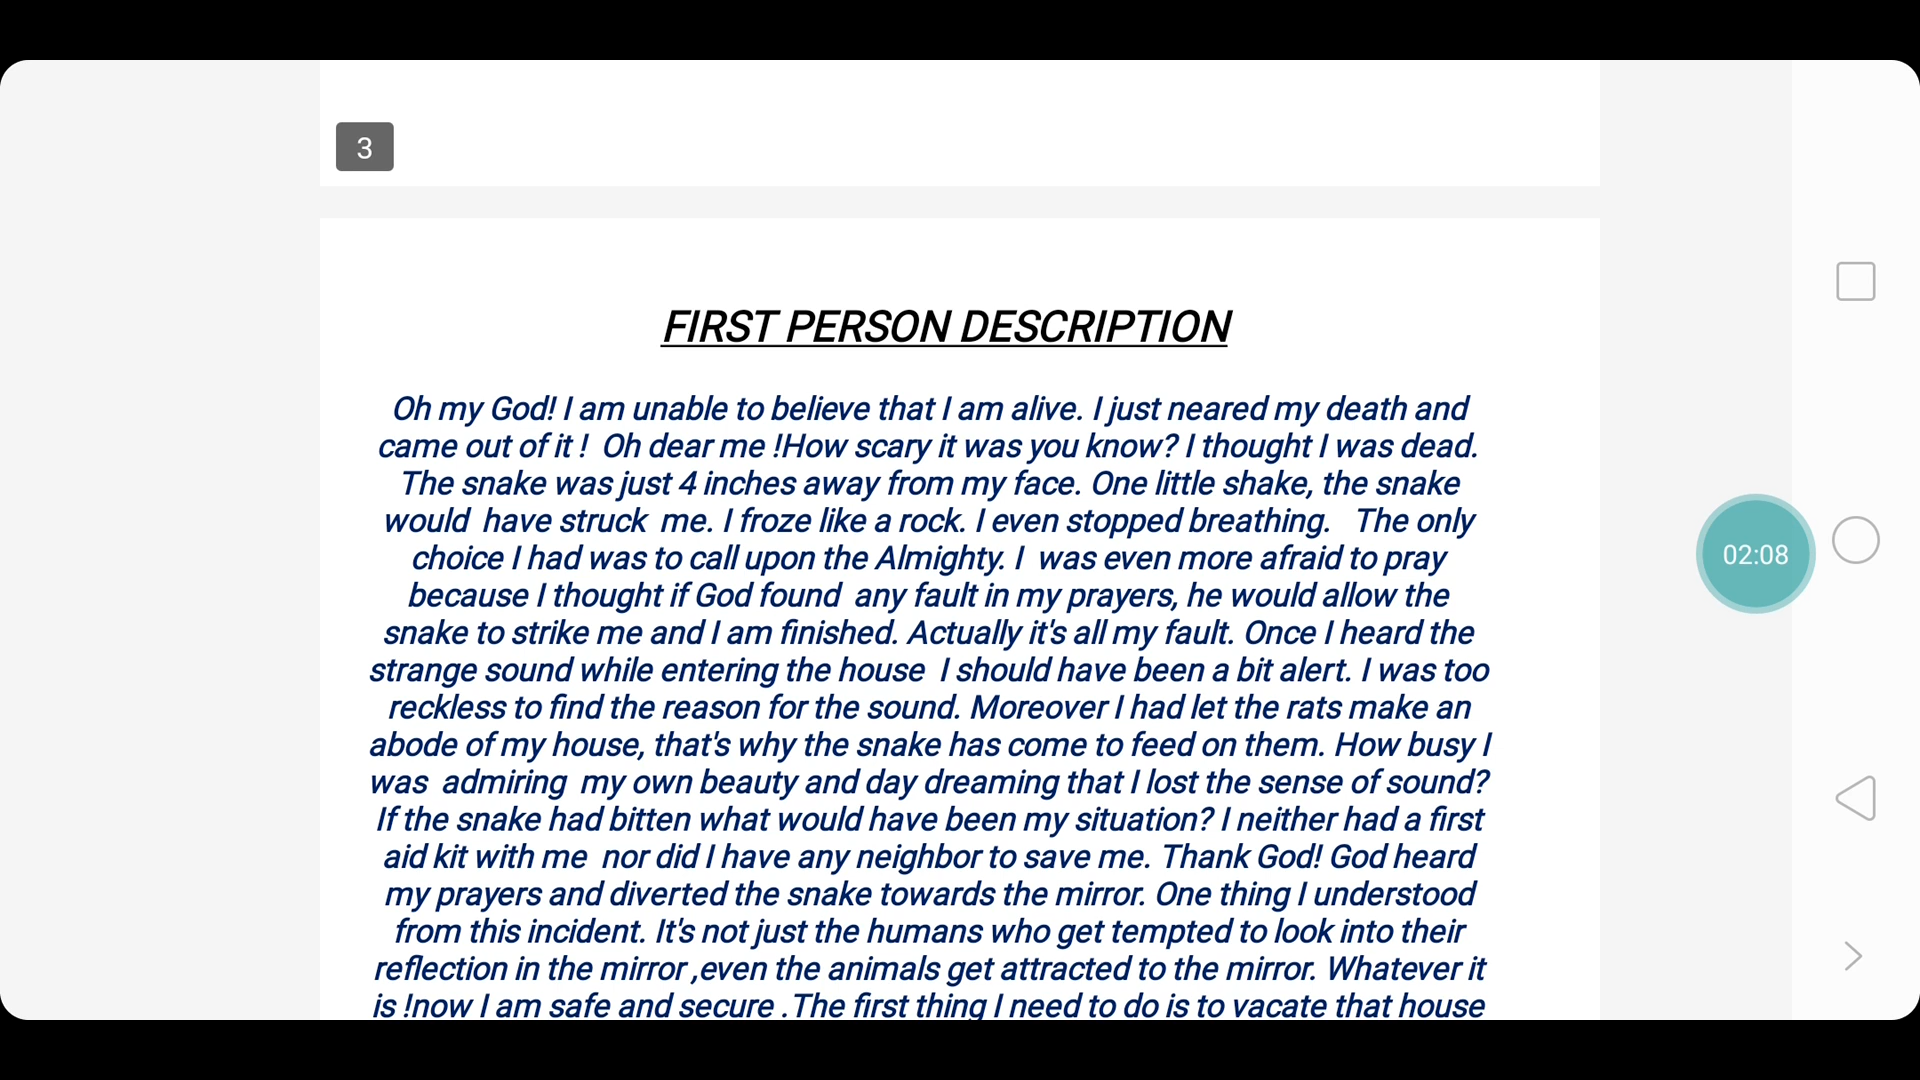 3
FIRST PERSON DESCRIPTION
Oh my God! I am unable to believe that I am alive. I just neared my death and
came out of it !  Oh dear me !How scary it was you know? I thought I was dead.
The snake was just 4 inches away from my face. One little shake, the snake
would  have struck  me. I froze like a rock. I even stopped breathing.   The only
choice I had was to call upon the Almighty. I  was even more afraid to pray
because I thought if God found  any fault in my prayers, he would allow the
snake to strike me and I am finished. Actually it's all my fault. Once I heard the
strange sound while entering the house  I should have been a bit alert. I was too
reckless to find the reason for the sound. Moreover I had let the rats make an
abode of my house, that's why the snake has come to feed on them. How busy I
was  admiring  my own beauty and day dreaming that I lost the sense of sound?
If the snake had bitten what would have been my situation? I neither had a first
aid kit with me  nor did I have any neighbor to save me. Thank God! God heard
my prayers and diverted the snake towards the mirror. One thing I understood
from this incident. It's not just the humans who get tempted to look into their
reflection in the mirror ,even the animals get attracted to the mirror. Whatever it
is !now I am safe and secure .The first thing I need to do is to vacate that house
02:08